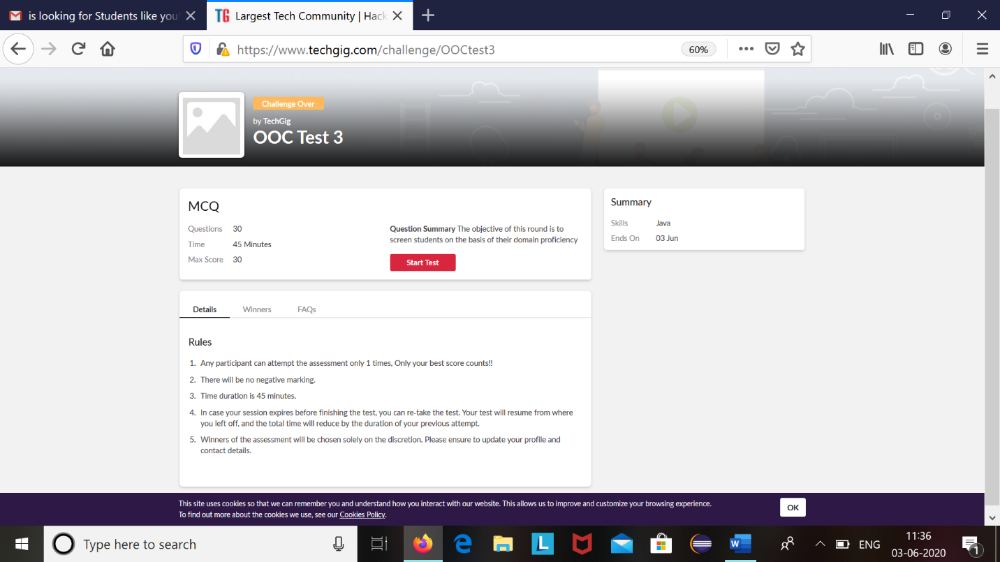 is looking for Students like you
TG Largest Tech Community | Hack
https://www.techgig.com/challenge/OOCtest3
60%
Challenge Over
by TechGig
OOC Test 3
MCQ
Questions 30
Time 45 Minutes
Max Score 30
Question Summary The objective of this round is to
screen students on the basis of their domain proficiency
Start Test
Summary
Skills Java
Ends On 03 Jun
Details Winners FAQs
Rules
1. Any participant can attempt the assessment only 1 times, Only your best score counts!!
2. There will be no negative marking.
3. Time duration is 45 minutes.
4. In case your session expires before finishing the test, you can re-take the test. Your test will resume from where
you left off, and the total time will reduce by the duration of your previous attempt.
5. Winners of the assessment will be chosen solely on the discretion. Please ensure to update your profile and
contact details.
This site uses cookies so that we can remember you and understand how you interact with our website. This allows us to improve and customize your browsing experience.
To find out more about the cookies we use, see our Cookies Policy.
OK
Type here to search
L
W
ENG
11:36
03-06-2020
1